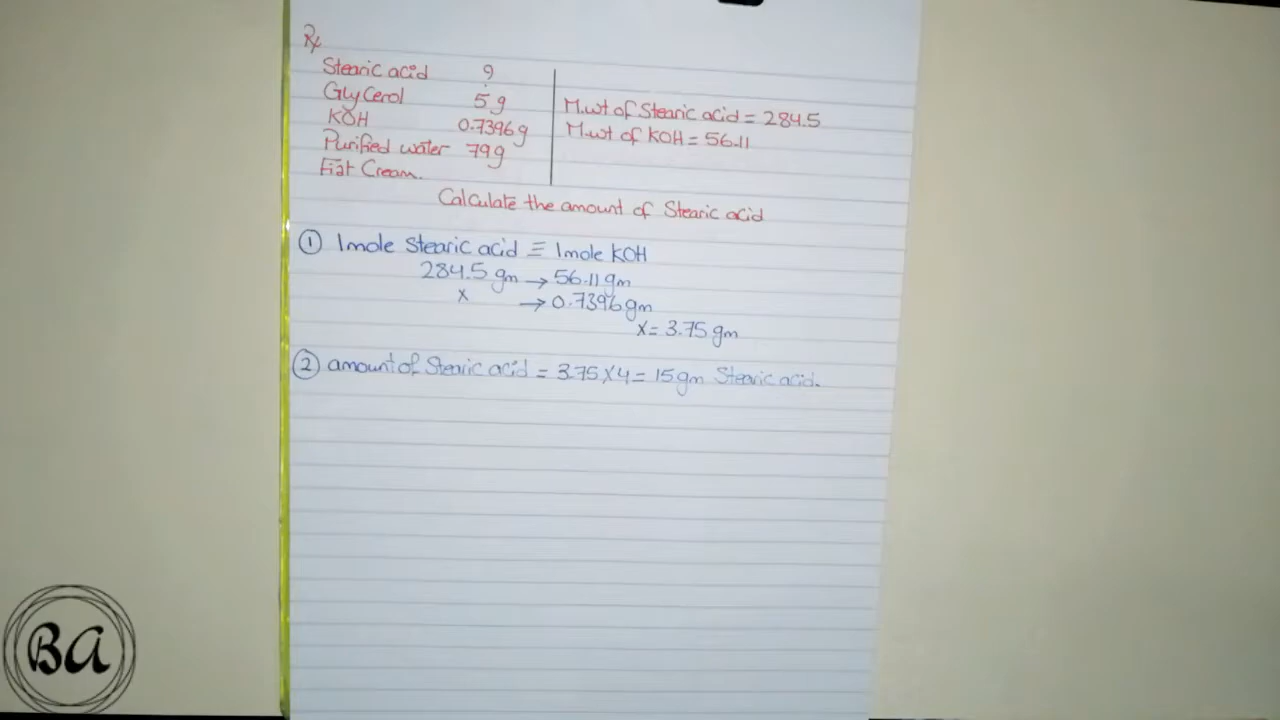 Rx
Stearic acid ?
Glycerol 5g
KOH 0.7396g
Purified water 79g
Fiat Cream.
M.wt of Stearic acid = 284.5
M.wt of KOH = 56.11
Calculate the amount of Stearic acid
① 1mole Stearic acid ≡ 1mole KOH
284.5 gm → 56.11 gm
x → 0.7396 gm
x = 3.75 gm
② amount of Stearic acid = 3.75 x 4 = 15 gm Stearic acid.
BA